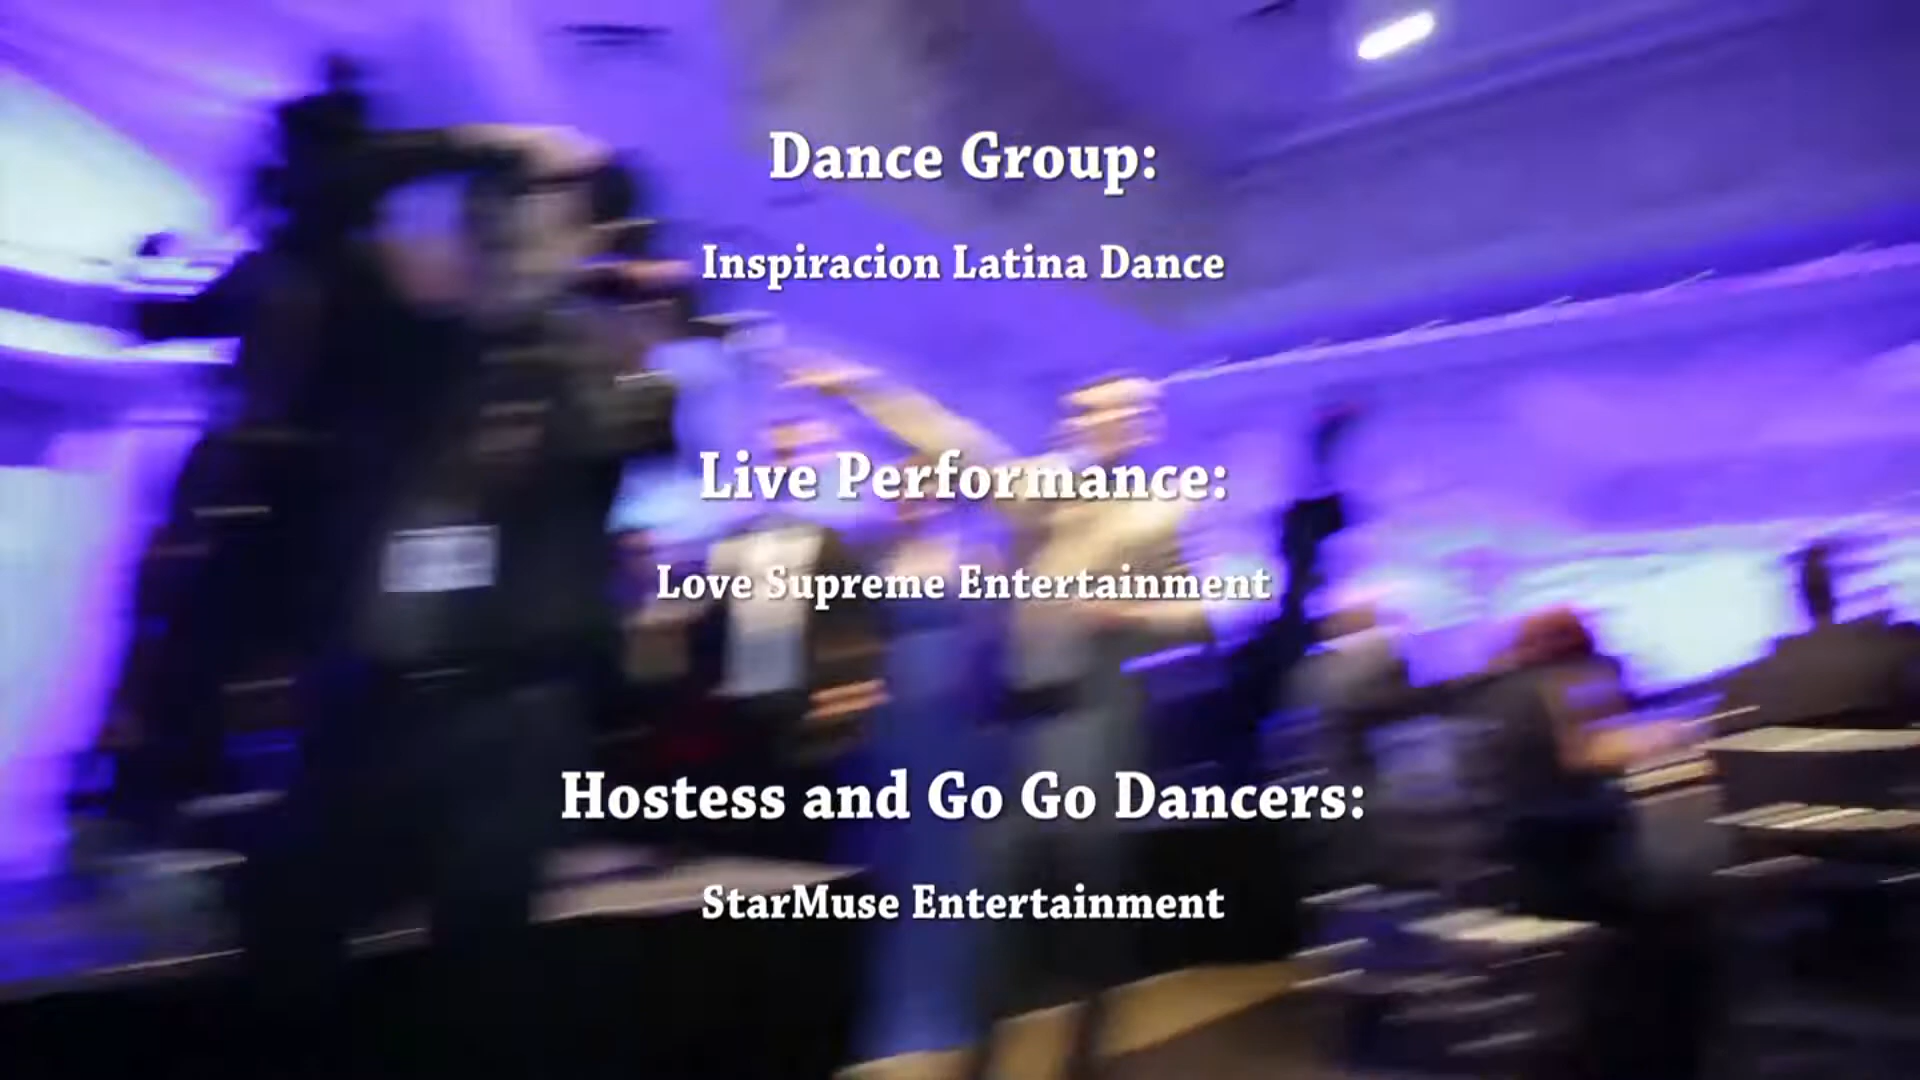 Dance Group:
Inspiracion Latina Dance
Live Performance:
Love Supreme Entertainment
Hostess and Go Go Dancers:
StarMuse Entertainment